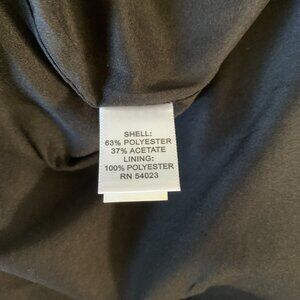 SHELL:
63% POLYESTER
37% ACETATE
LINING:
100% POLYESTER
RN 54023